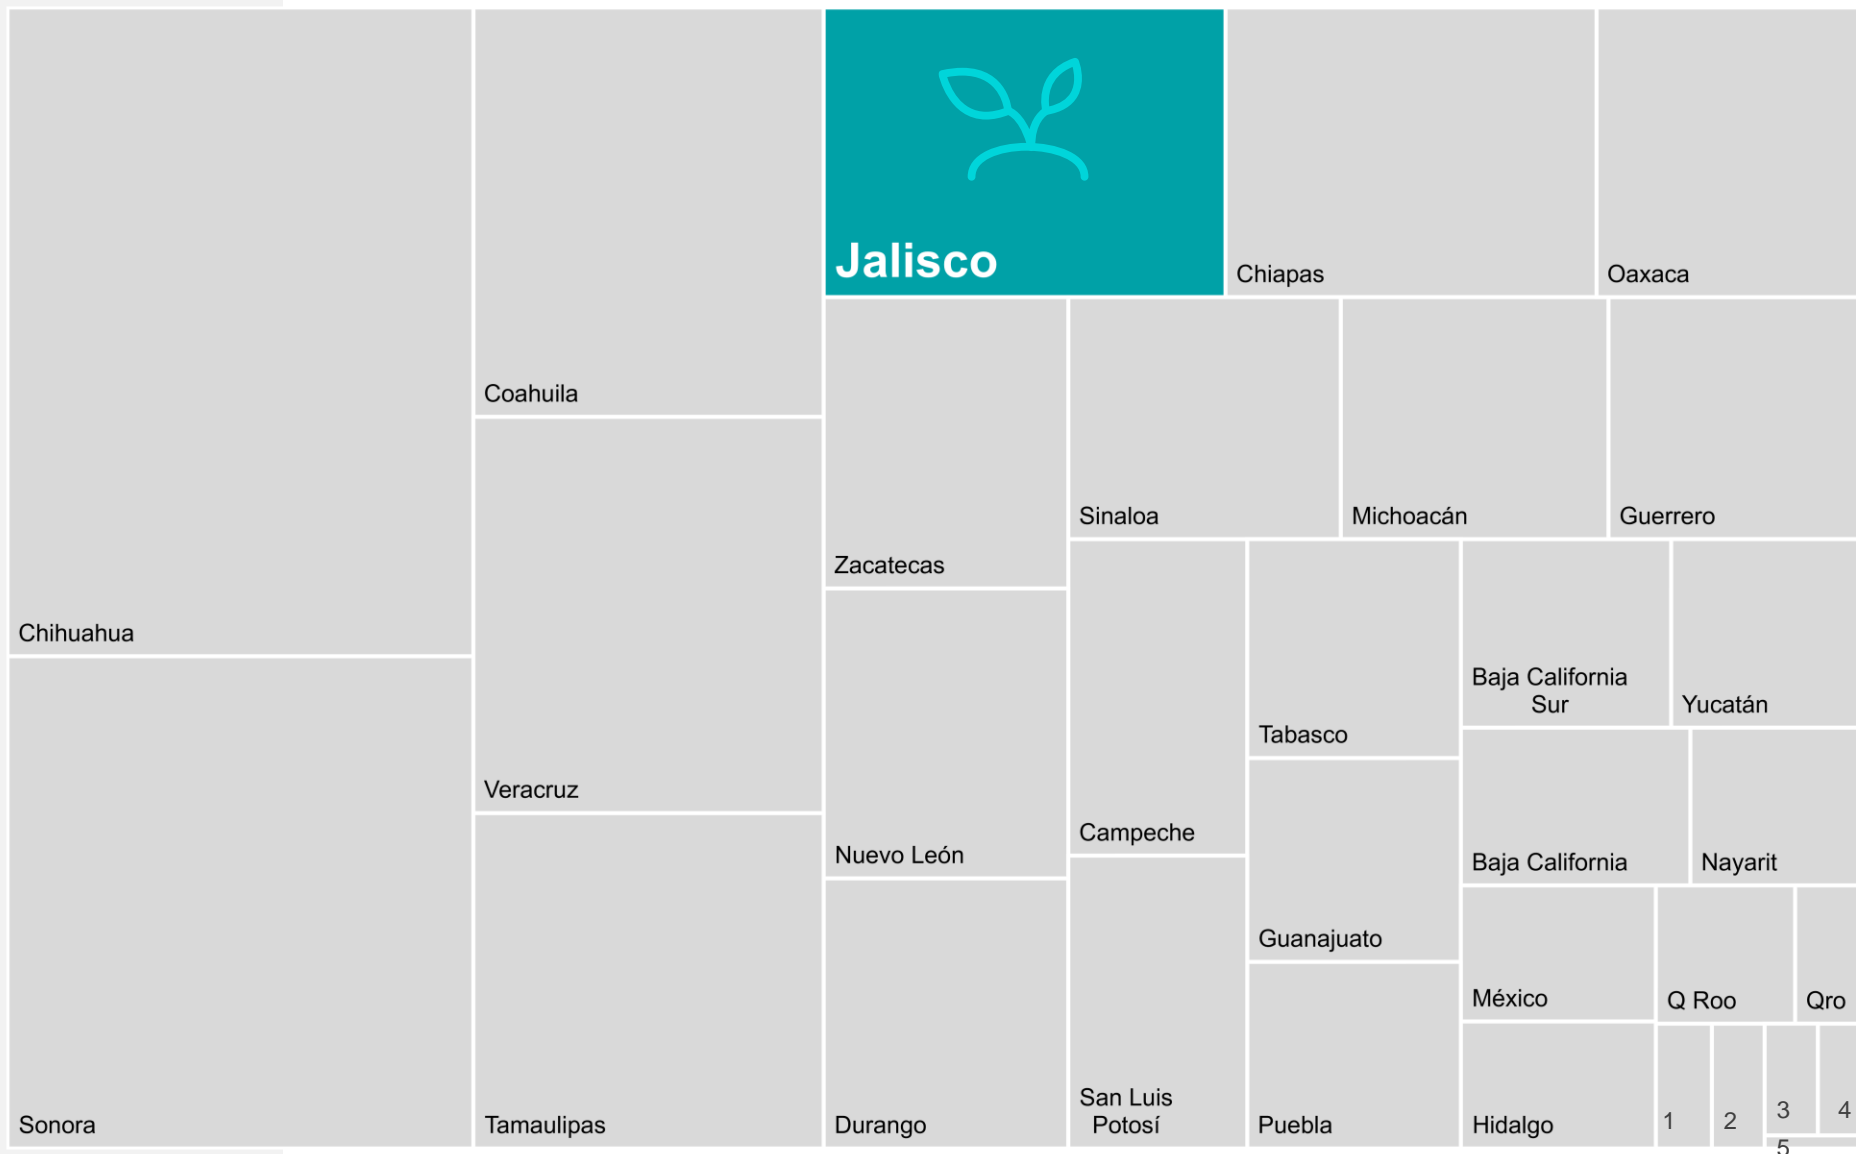 Jalisco
Chiapas
Oaxaca
Coahuila
Sinaloa
Michoacán
Guerrero
Zacatecas
Chihuahua
Baja California
Sur
Yucatán
Tabasco
Veracruz
Campeche
Nuevo León
Baja California
Nayarit
Guanajuato
México
Q Roo
Qro
San Luis
Potosí
Sonora
Tamaulipas
Durango
Puebla
Hidalgo
1
2
3
4
5